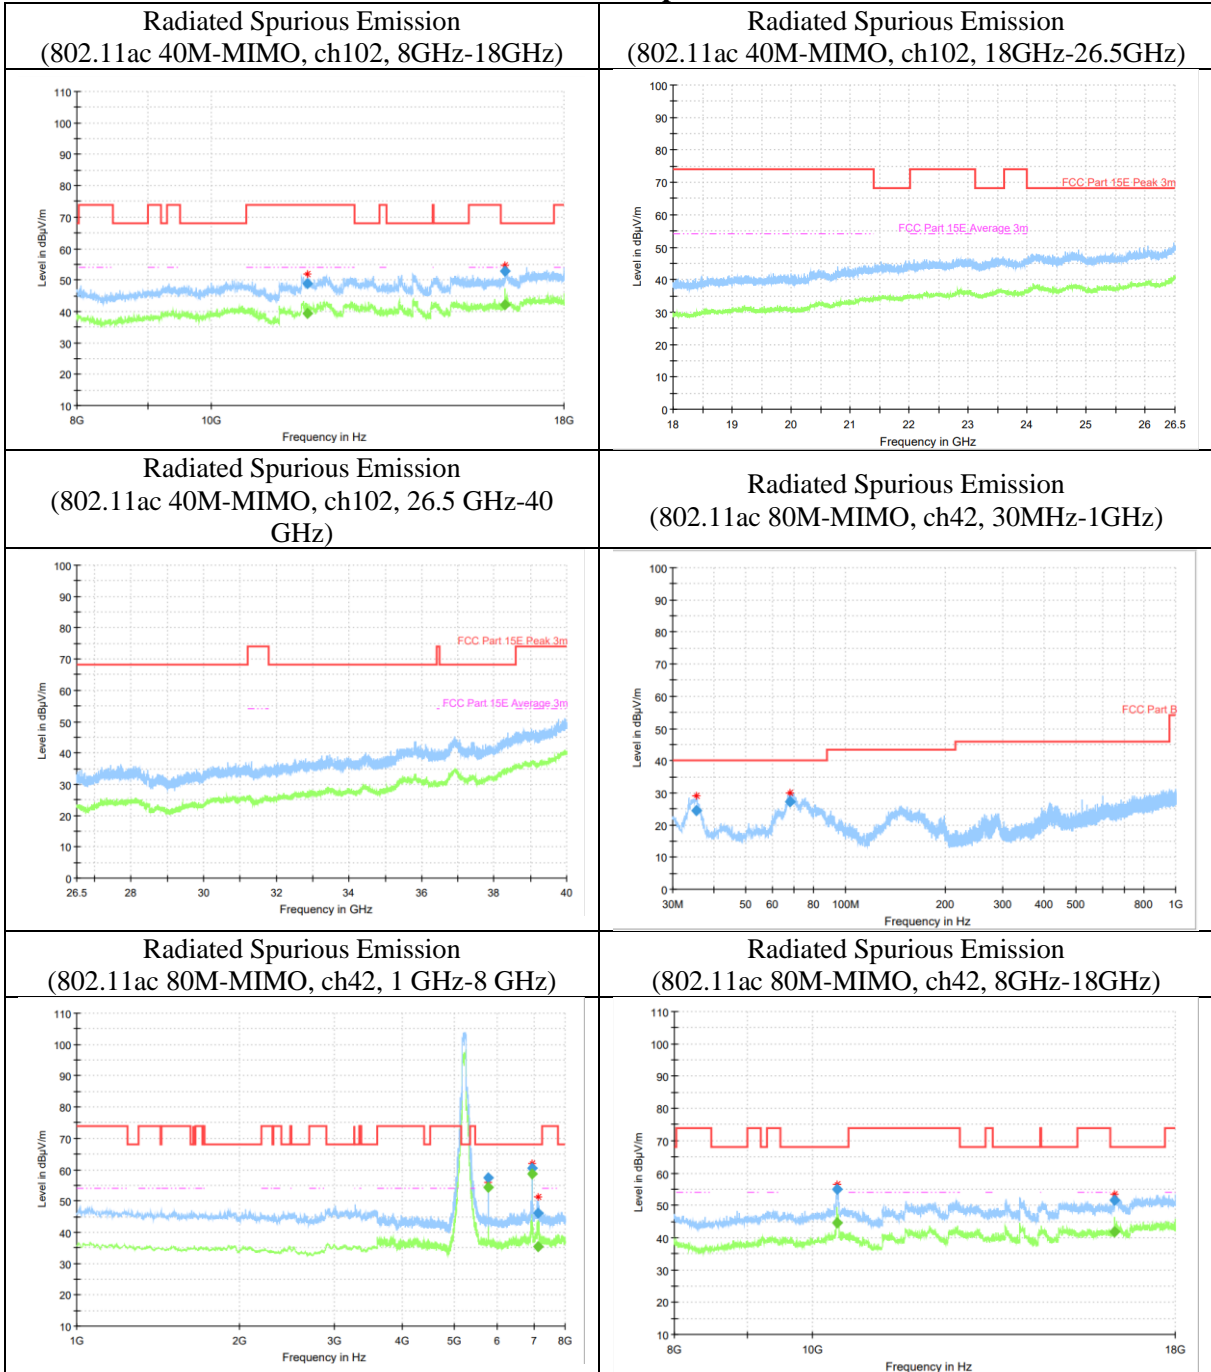 Radiated Spurious Emission
(802.11ac 40M-MIMO, ch102, 8GHz-18GHz)
Radiated Spurious Emission
(802.11ac 40M-MIMO, ch102, 18GHz-26.5GHz)
110
100
90
80
70
60
50
40
30
20
10
Level in dBµV/m
8G
10G
18G
Frequency in Hz
100
90
80
70
60
50
40
30
20
10
0
Level in dBµV/m
FCC Part 15E Peak 3m
FCC Part 15E Average 3m
18 19 20 21 22 23 24 25 26 26.5
Frequency in GHz
Radiated Spurious Emission
(802.11ac 40M-MIMO, ch102, 26.5 GHz-40
GHz)
Radiated Spurious Emission
(802.11ac 80M-MIMO, ch42, 30MHz-1GHz)
100
90
80
70
60
50
40
30
20
10
0
Level in dBµV/m
FCC Part 15E Peak 3m
FCC Part 15E Average 3m
26.5 28 30 32 34 36 38 40
Frequency in GHz
100
90
80
70
60
50
40
30
20
10
0
Level in dBµV/m
FCC Part B
30M 50 60 80 100M 200 300 400 500 800 1G
Frequency in Hz
Radiated Spurious Emission
(802.11ac 80M-MIMO, ch42, 1 GHz-8 GHz)
Radiated Spurious Emission
(802.11ac 80M-MIMO, ch42, 8GHz-18GHz)
110
100
90
80
70
60
50
40
30
20
10
Level in dBµV/m
1G 2G 3G 4G 5G 6 7 8G
Frequency in Hz
110
100
90
80
70
60
50
40
30
20
10
Level in dBµV/m
8G 10G 18G
Frequency in Hz